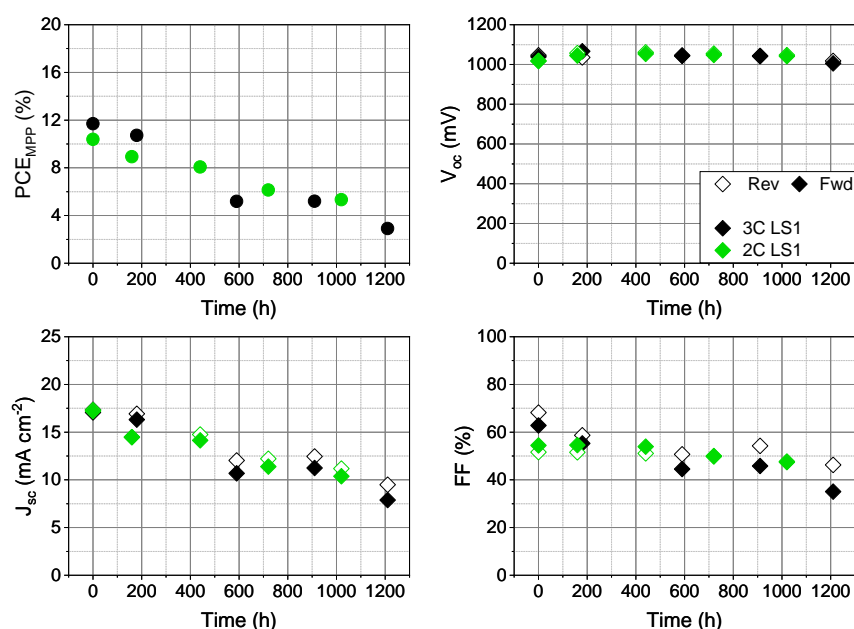 20
16
12
8
4
0
PCE_MPP (%)
0 200 400 600 800 1000 1200
Time (h)
1200
1000
800
600
400
200
0
V_oc (mV)
Rev Fwd
3C LS1
2C LS1
0 200 400 600 800 1000 1200
Time (h)
25
20
15
10
5
0
J_sc (mA cm⁻²)
0 200 400 600 800 1000 1200
Time (h)
100
80
60
40
20
0
FF (%)
0 200 400 600 800 1000 1200
Time (h)